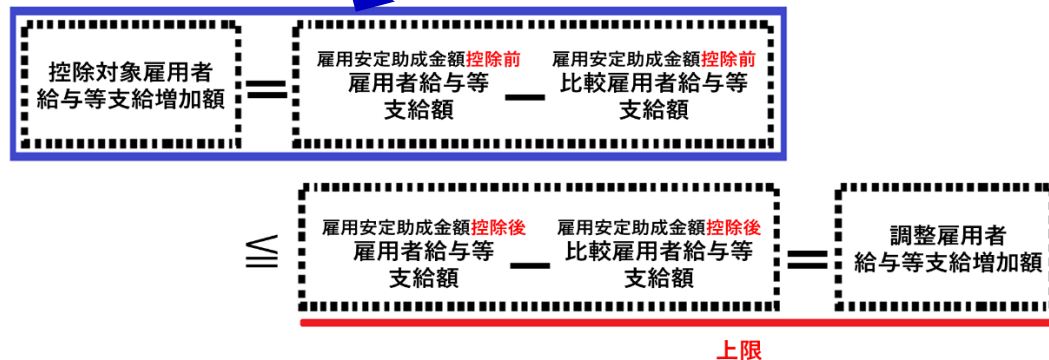 控除対象雇用者
給与等支給増加額
=
雇用安定助成金額控除前
雇用者給与等
支給額
－
雇用安定助成金額控除前
比較雇用者給与等
支給額
≦
雇用安定助成金額控除後
雇用者給与等
支給額
－
雇用安定助成金額控除後
比較雇用者給与等
支給額
=
調整雇用者
給与等支給増加額
上限